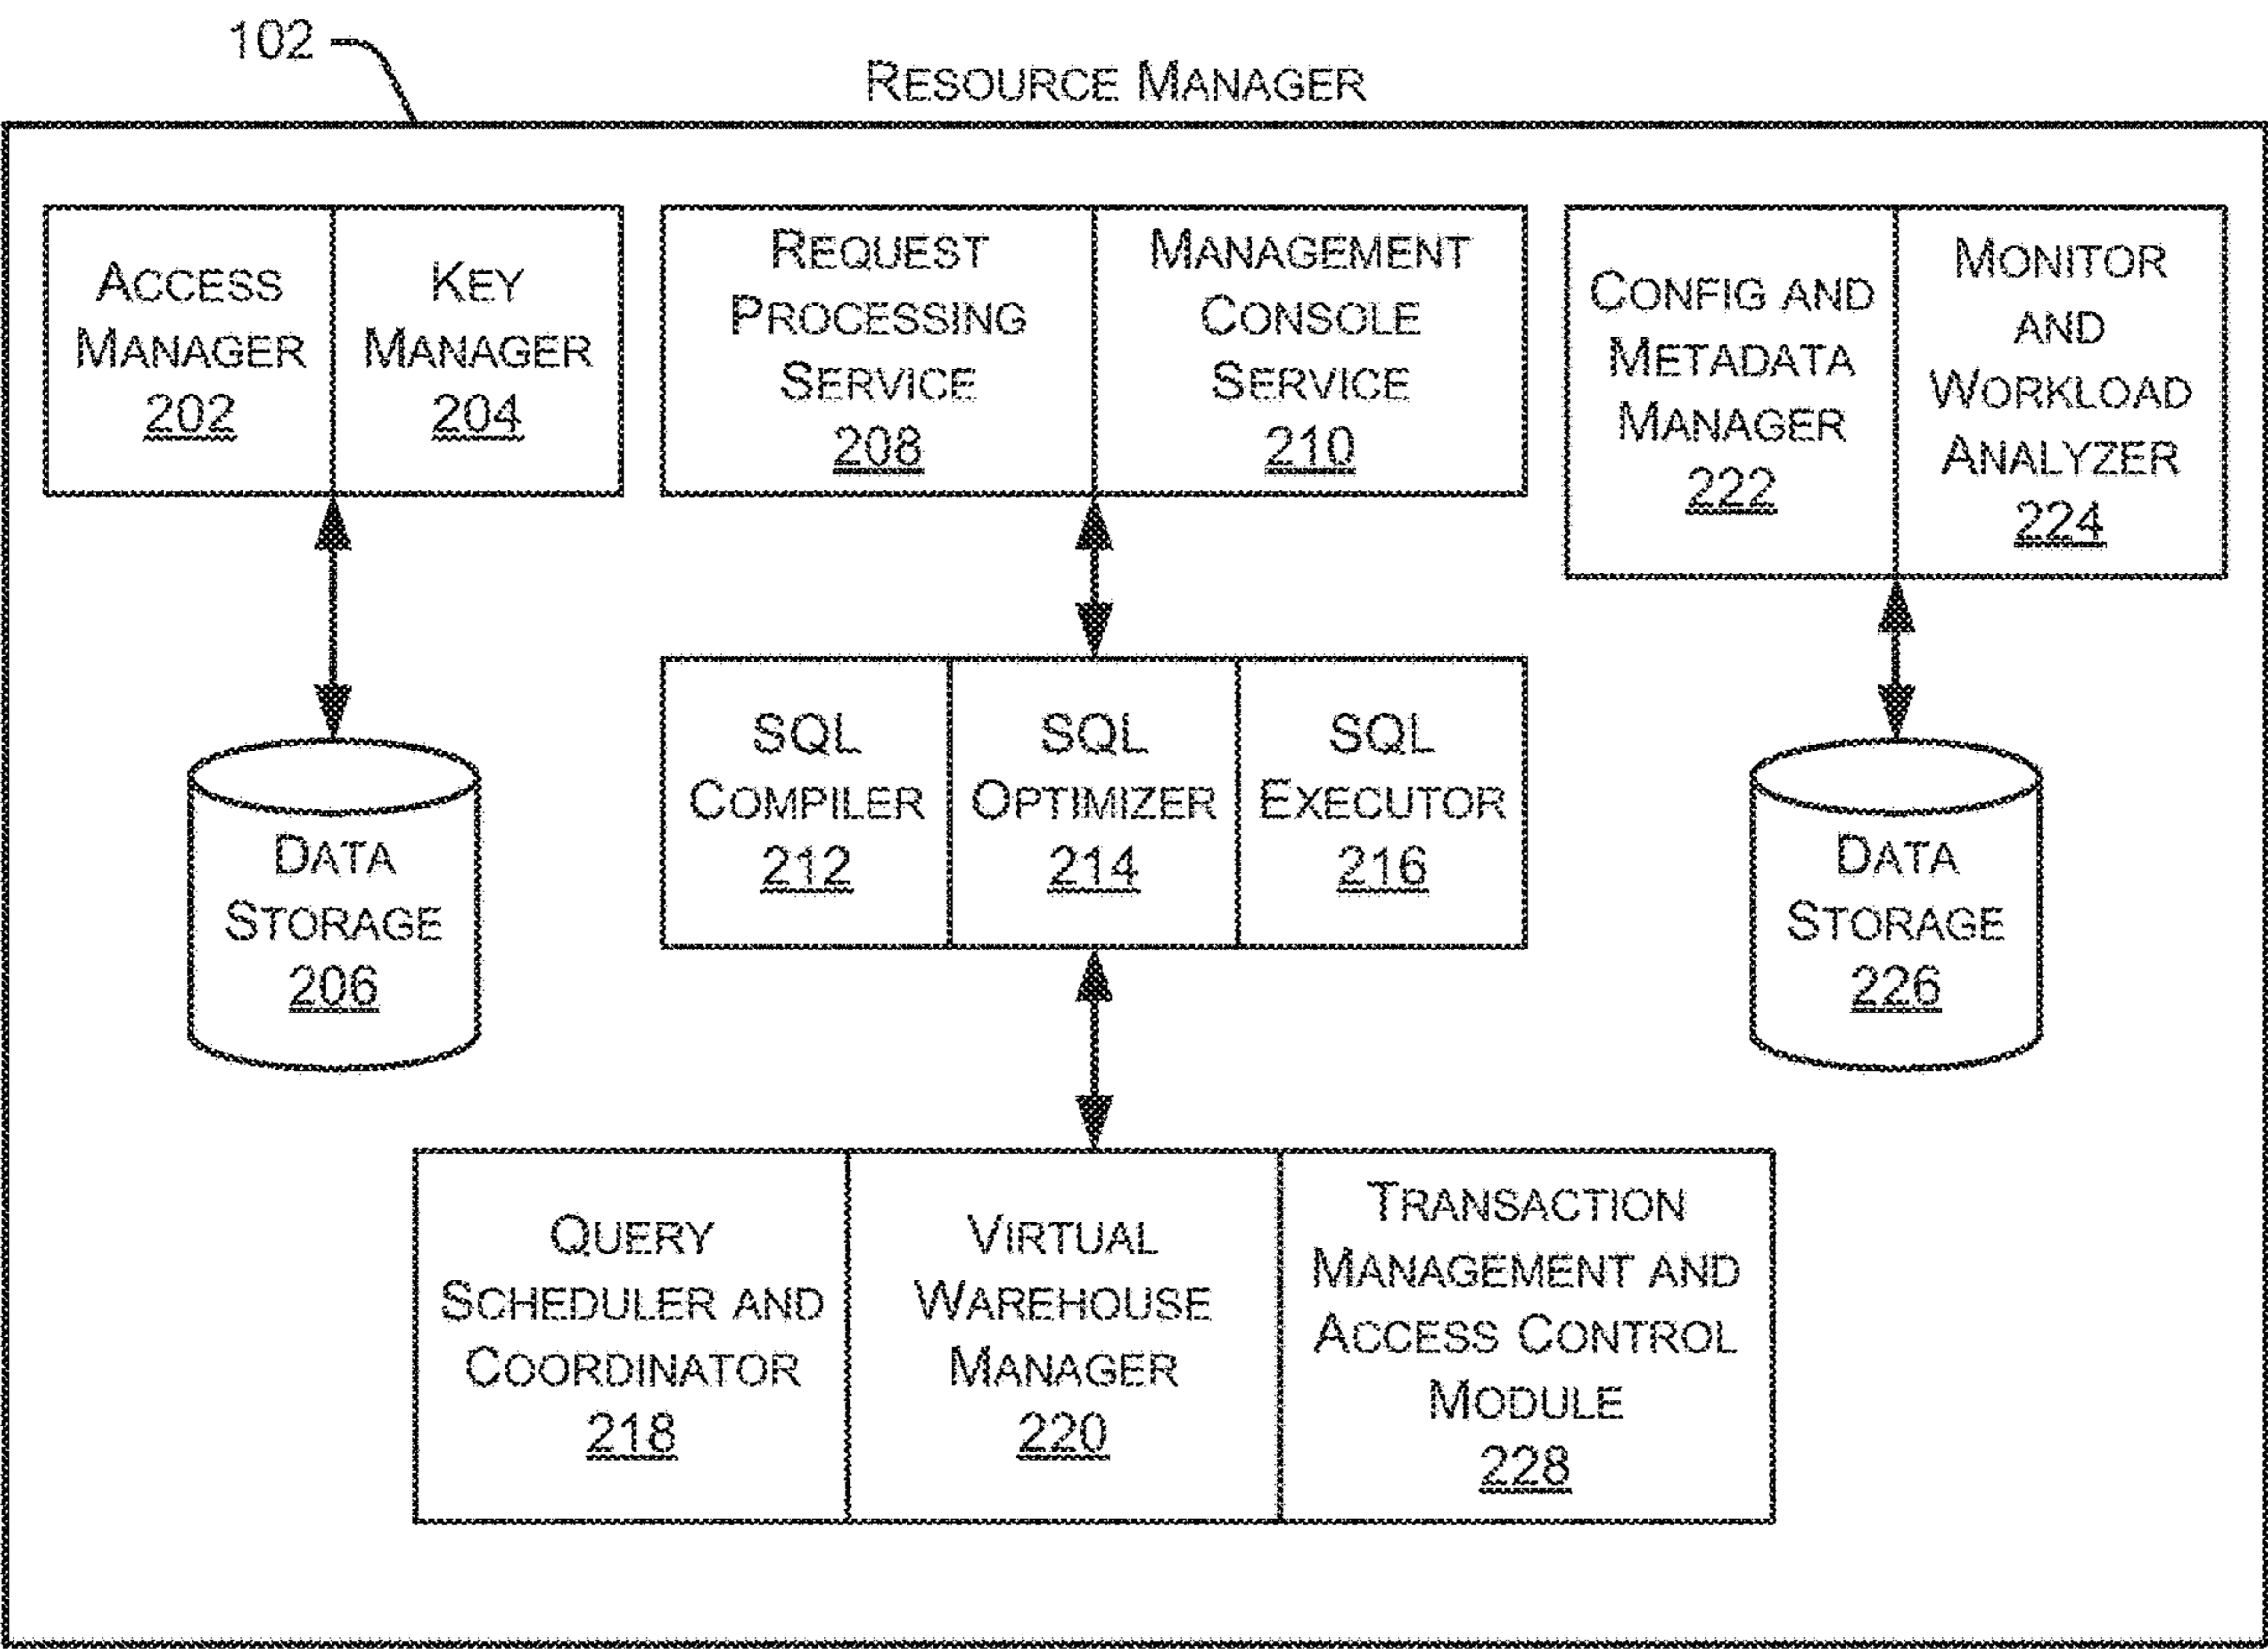 102
RESOURCE MANAGER
ACCESS
MANAGER
202
KEY
MANAGER
204
REQUEST
PROCESSING
SERVICE
208
MANAGEMENT
CONSOLE
SERVICE
210
CONFIG AND
METADATA
MANAGER
222
MONITOR
AND
WORKLOAD
ANALYZER
224
DATA
STORAGE
206
SQL
COMPILER
212
SQL
OPTIMIZER
214
SQL
EXECUTOR
216
DATA
STORAGE
226
QUERY
SCHEDULER AND
COORDINATOR
218
VIRTUAL
WAREHOUSE
MANAGER
220
TRANSACTION
MANAGEMENT AND
ACCESS CONTROL
MODULE
228